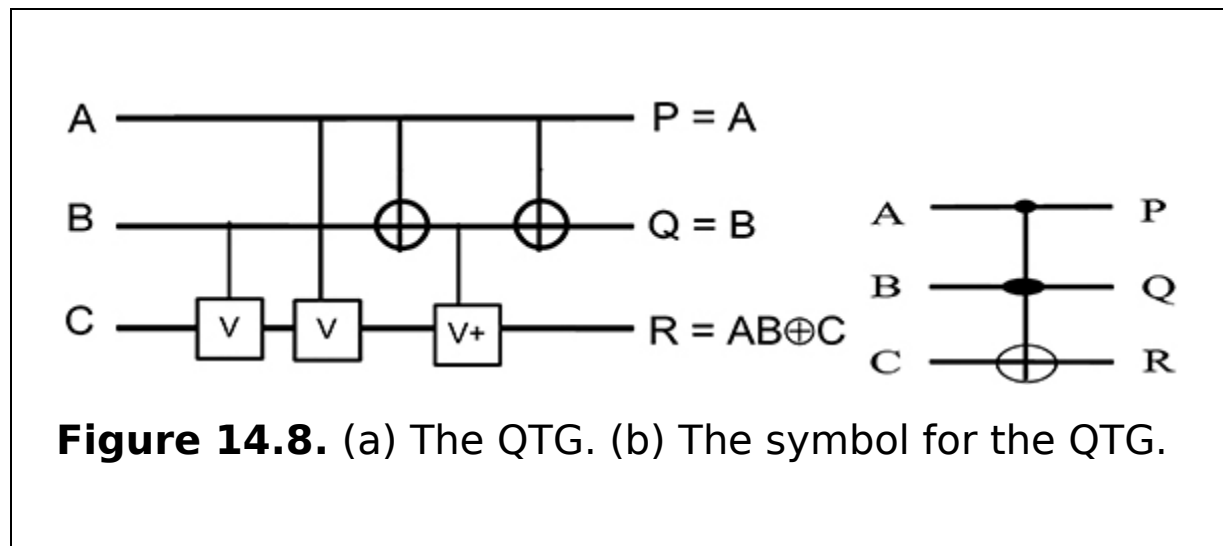 A P = A
B Q = B
C V V V+ R = AB⊕C
A P
B Q
C R
Figure 14.8. (a) The QTG. (b) The symbol for the QTG.